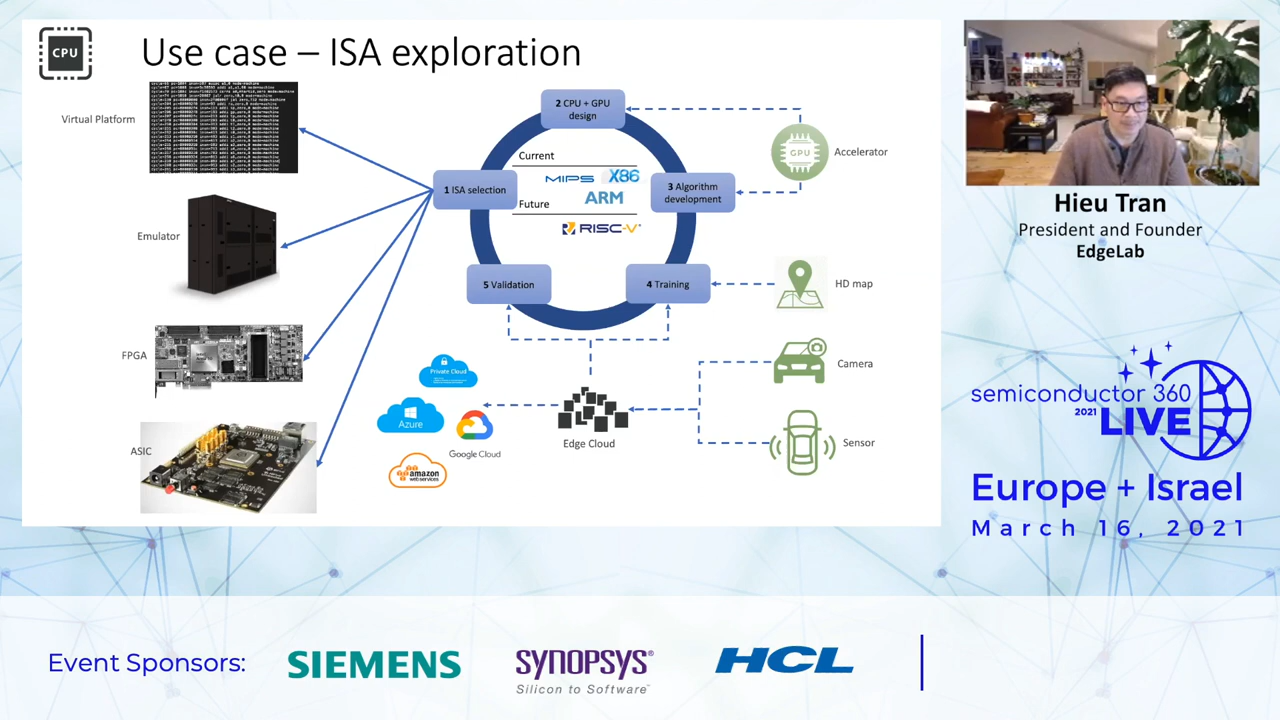 CPU
Use case – ISA exploration
Virtual Platform
Emulator
FPGA
ASIC
1 ISA selection
2 CPU + GPU
design
3 Algorithm
development
4 Training
5 Validation
Current
MIPS X86
ARM
Future
RISC-V
GPU
Accelerator
HD map
Camera
Sensor
Edge Cloud
Private Cloud
Azure
Google Cloud
amazon
web services
Hieu Tran
President and Founder
EdgeLab
semiconductor 360
2021 LIVE
Europe + Israel
March 16, 2021
Event Sponsors:
SIEMENS
SYNOPSYS®
Silicon to Software™
HCL